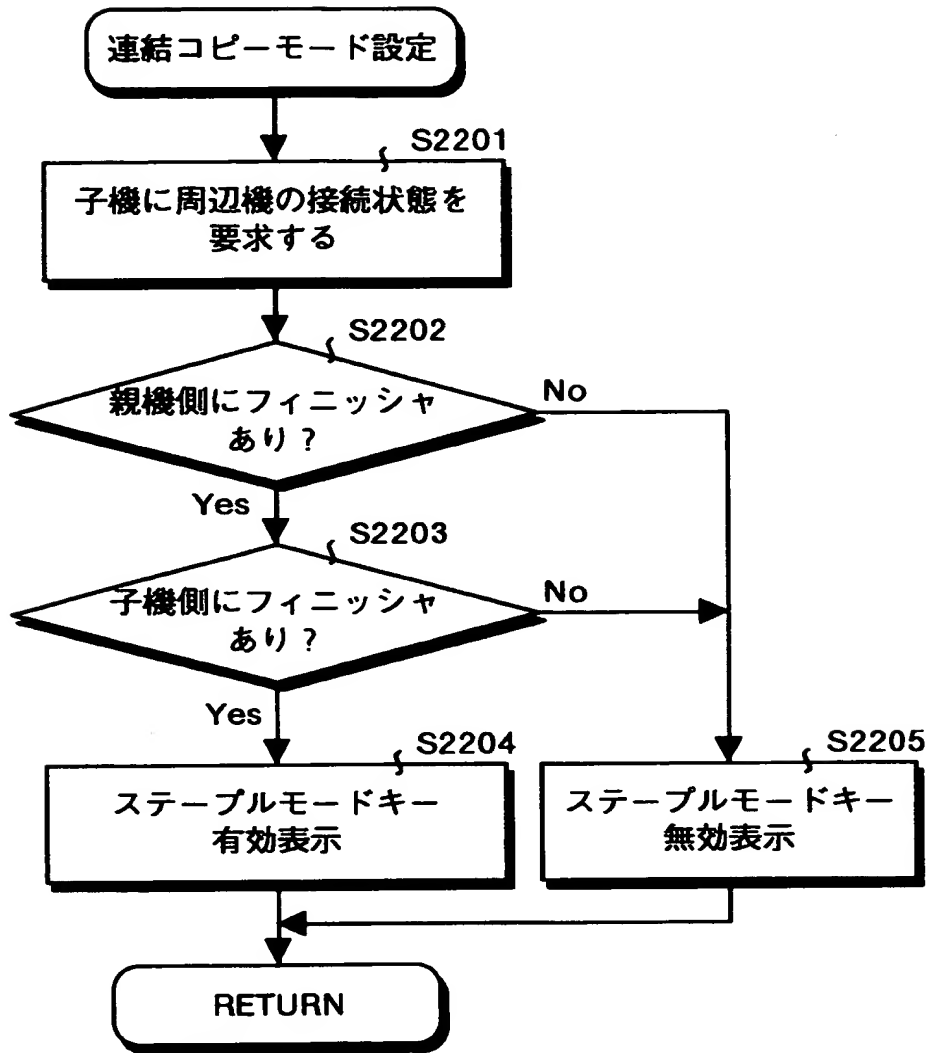 連結コピーモード設定
S2201
子機に周辺機の接続状態を
要求する
S2202
親機側にフィニッシャ
あり？
No
Yes
S2203
子機側にフィニッシャ
あり？
No
Yes
S2204
ステープルモードキー
有効表示
S2205
ステープルモードキー
無効表示
RETURN